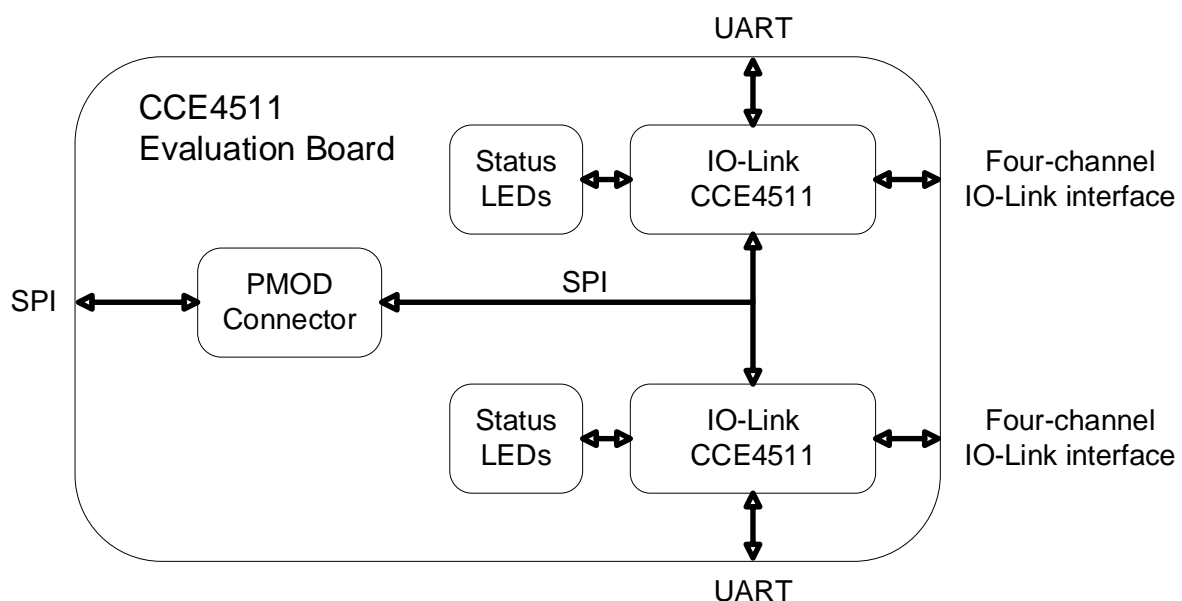 UART
CCE4511
Evaluation Board
Status
LEDs
IO-Link
CCE4511
Four-channel
IO-Link interface
SPI
PMOD
Connector
SPI
Status
LEDs
IO-Link
CCE4511
Four-channel
IO-Link interface
UART